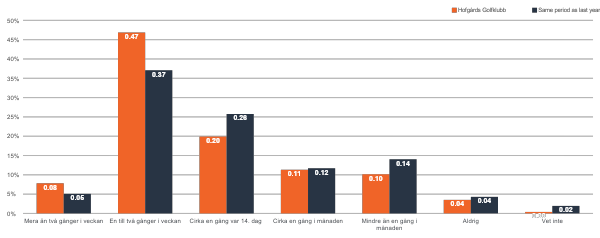 Hofgårds Golfklubb Same period as last year
50%
45%
40%
35%
30%
25%
20%
15%
10%
5%
0%
0.08 0.05 0.47 0.37 0.20 0.26 0.11 0.12 0.10 0.14 0.04 0.04 0.02
Mera än två gånger i veckan En till två gånger i veckan Cirka en gång var 14. dag Cirka en gång i månaden Mindre än en gång i Aldrig Vet inte
månaden